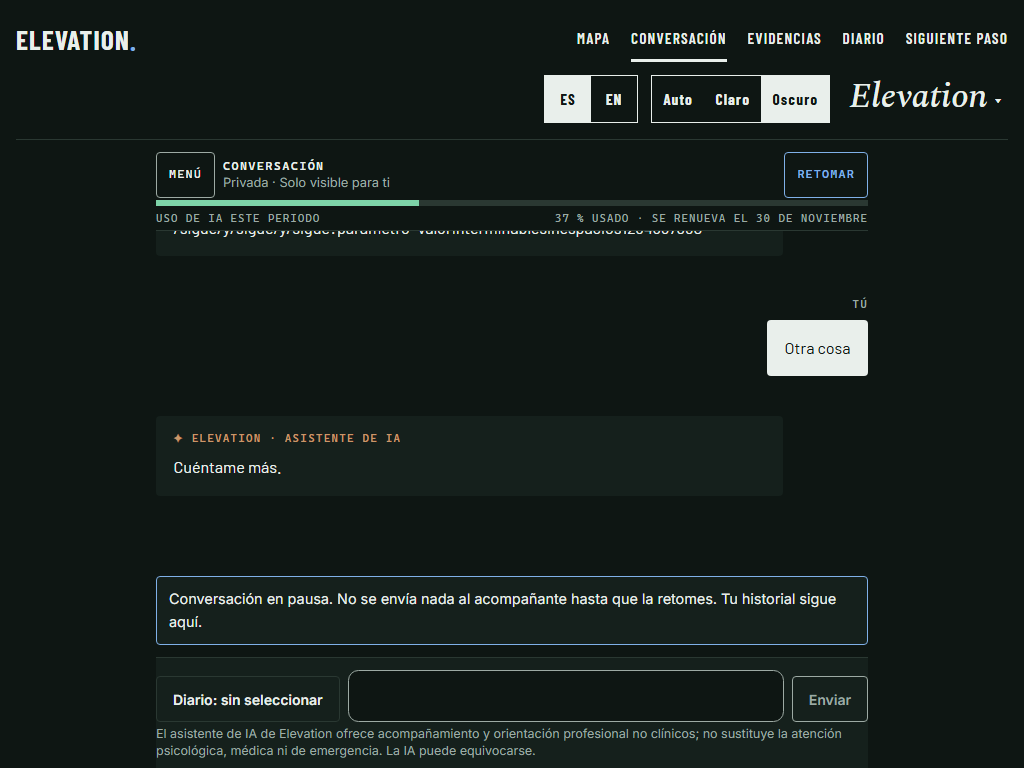 ELEVATION.
MAPA CONVERSACIÓN EVIDENCIAS DIARIO SIGUIENTE PASO
ES EN Auto Claro Oscuro Elevation
MENÚ CONVERSACIÓN
Privada · Solo visible para ti
RETOMAR
USO DE IA ESTE PERIODO 37 % USADO · SE RENUEVA EL 30 DE NOVIEMBRE
TÚ
Otra cosa
✦ ELEVATION · ASISTENTE DE IA
Cuéntame más.
Conversación en pausa. No se envía nada al acompañante hasta que la retomes. Tu historial sigue
aquí.
Diario: sin seleccionar Enviar
El asistente de IA de Elevation ofrece acompañamiento y orientación profesional no clínicos; no sustituye la atención
psicológica, médica ni de emergencia. La IA puede equivocarse.